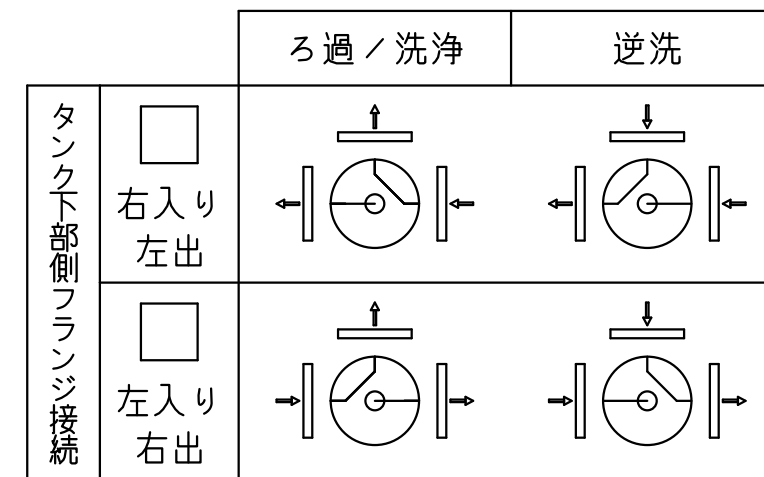 ろ過/洗浄
逆洗
タンク下部側フランジ接続
右入り
左出
左入り
右出